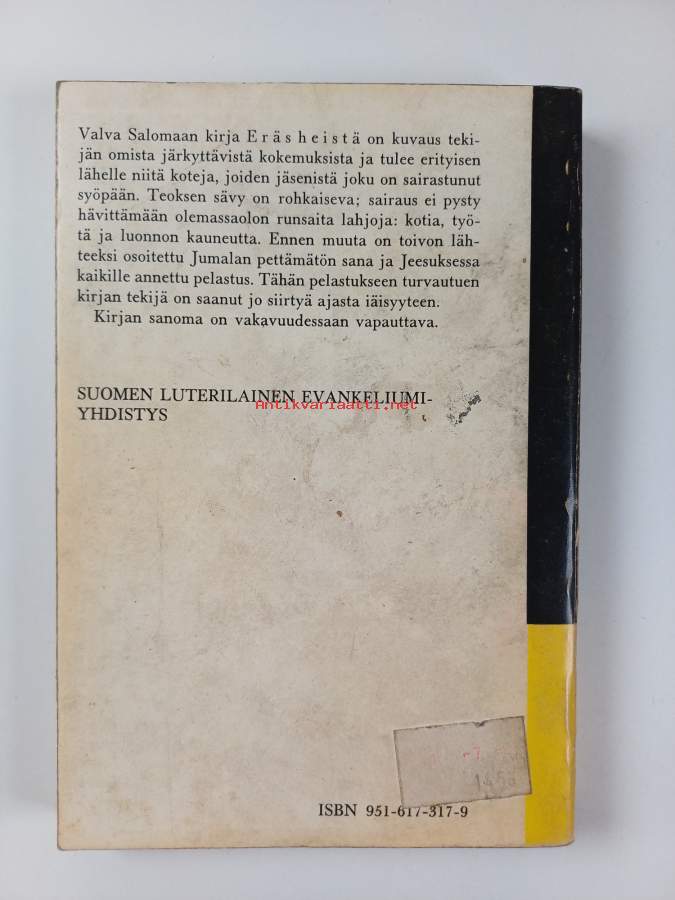 Valva Salomaan kirja Eräs heistä on kuvaus teki-
jän omista järkyttävistä kokemuksista ja tulee erityisen
lähelle niitä koteja, joiden jäsenistä joku on sairastunut
syöpään. Teoksen sävy on rohkaiseva; sairaus ei pysty
hävittämään olemassaolon runsaita lahjoja: kotia, työ-
tä ja luonnon kauneutta. Ennen muuta on toivon läh-
teeksi osoitettu Jumalan pettämätön sana ja Jeesuksessa
kaikille annettu pelastus. Tähän pelastukseen turvautuen
kirjan tekijä on saanut jo siirtyä ajasta iäisyyteen.
Kirjan sanoma on vakavuudessaan vapauttava.
SUOMEN LUTERILAINEN EVANKELIUMI-
Antikvariaatti.net
YHDISTYS
ISBN 951-617-317-9